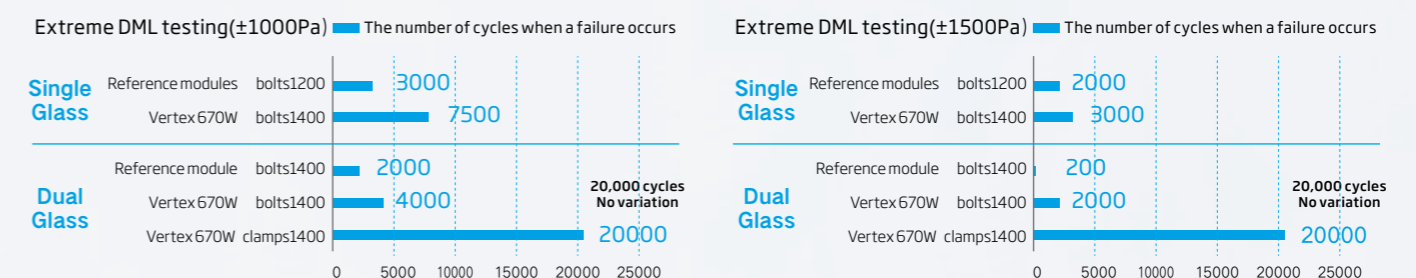 Extreme DML testing(±1000Pa) The number of cycles when a failure occurs
Single Glass
Reference modules bolts1200 3000
Vertex 670W bolts1400 7500
Dual Glass
Reference module bolts1400 2000
Vertex 670W bolts1400 4000
20,000 cycles
No variation
Vertex 670W clamps1400 20000
0 5000 10000 15000 20000 25000
Extreme DML testing(±1500Pa) The number of cycles when a failure occurs
Single Glass
Reference modules bolts1200 2000
Vertex 670W bolts1400 3000
Dual Glass
Reference module bolts1400 200
Vertex 670W bolts1400 2000
20,000 cycles
No variation
Vertex 670W clamps1400 20000
0 5000 10000 15000 20000 25000